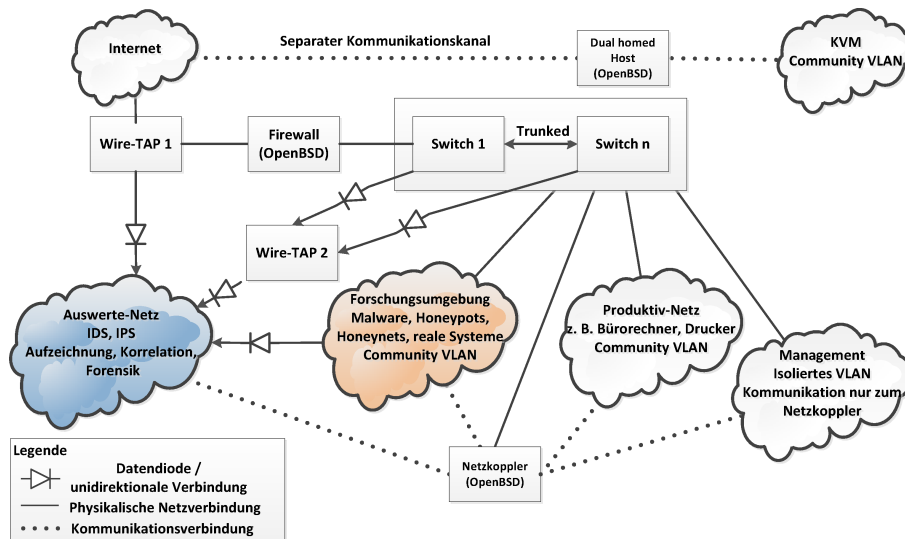 Internet
Separater Kommunikationskanal
Dual homed
Host
(OpenBSD)
KVM
Community VLAN
Wire-TAP 1
Firewall
(OpenBSD)
Switch 1
Trunked
Switch n
Wire-TAP 2
Auswerte-Netz
IDS, IPS
Aufzeichnung, Korrelation,
Forensik
Forschungsumgebung
Malware, Honeypots,
Honeynets, reale Systeme
Community VLAN
Produktiv-Netz
z. B. Bürorechner, Drucker
Community VLAN
Management
Isoliertes VLAN
Kommunikation nur zum
Netzkoppler
Netzkoppler
(OpenBSD)
Legende
Datendiode /
unidirektionale Verbindung
Physikalische Netzverbindung
Kommunikationsverbindung